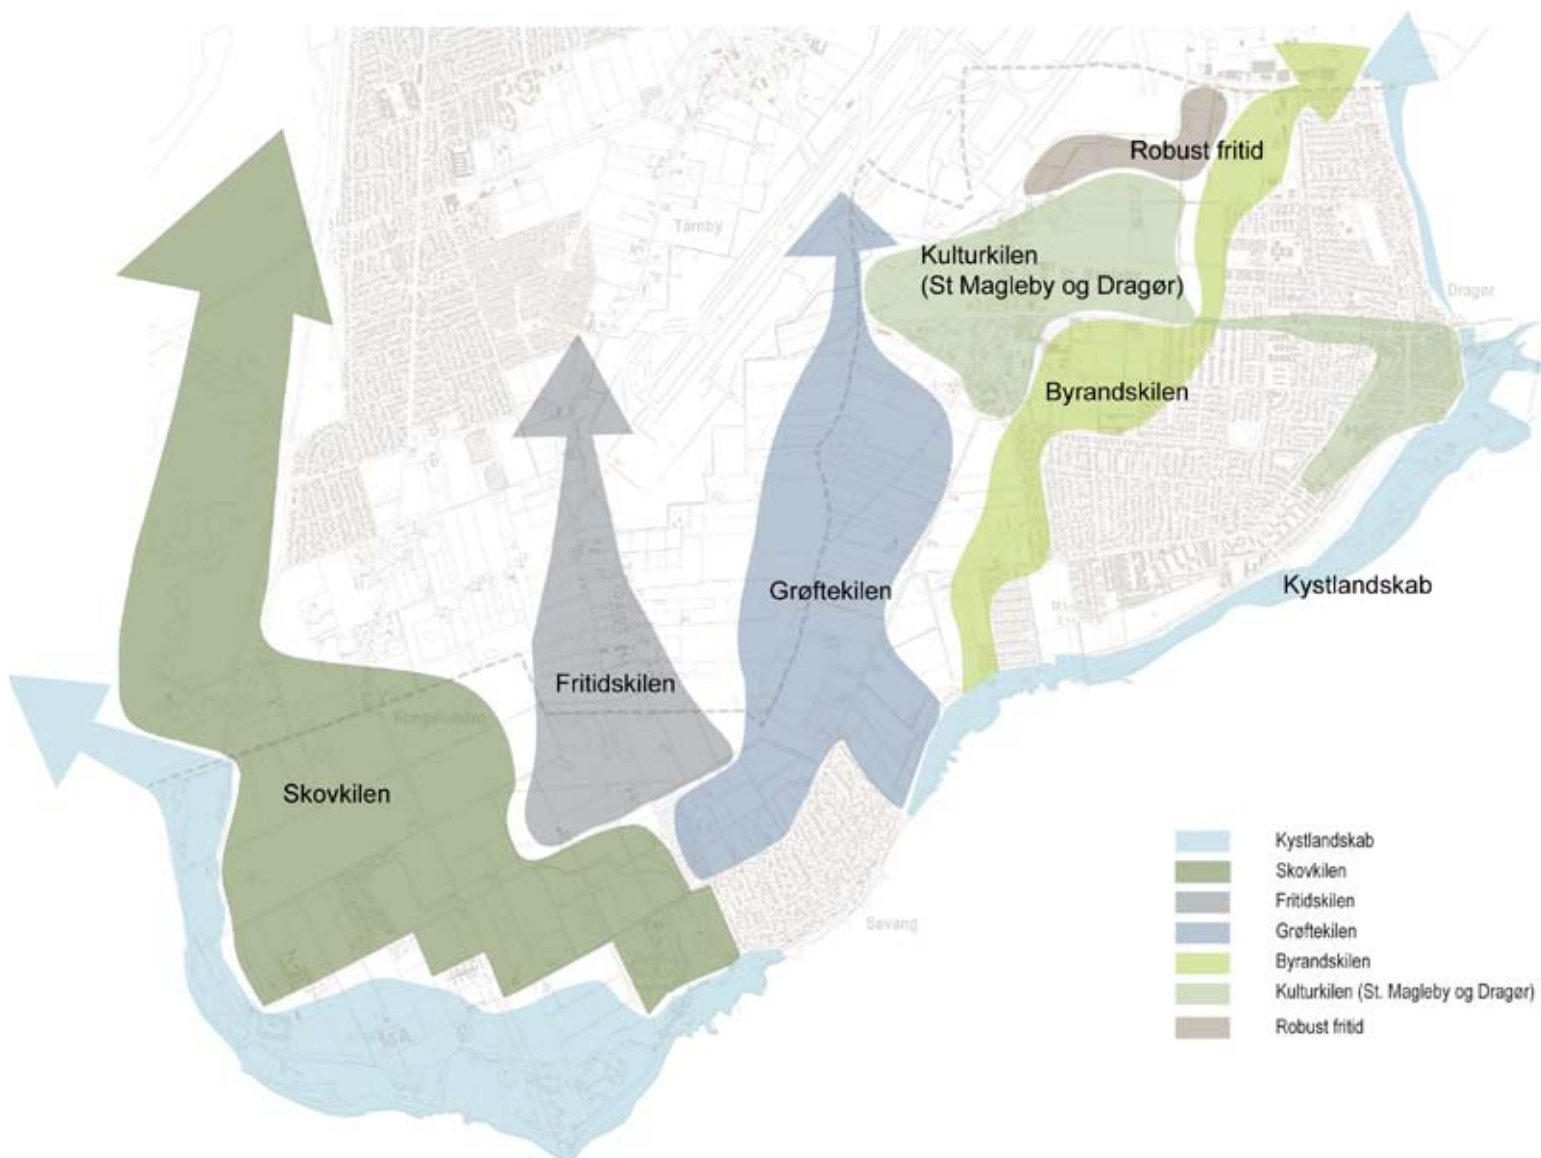 Robust fritid
Tårnby
Kulturkilen
(St Magleby og Dragør)
Dragør
Byrandskilen
Grøftekilen
Kystlandskab
Fritidskilen
Kongelunden
Skovkilen
Søvang
Kystlandskab
Skovkilen
Fritidskilen
Grøftekilen
Byrandskilen
Kulturkilen (St. Magleby og Dragør)
Robust fritid